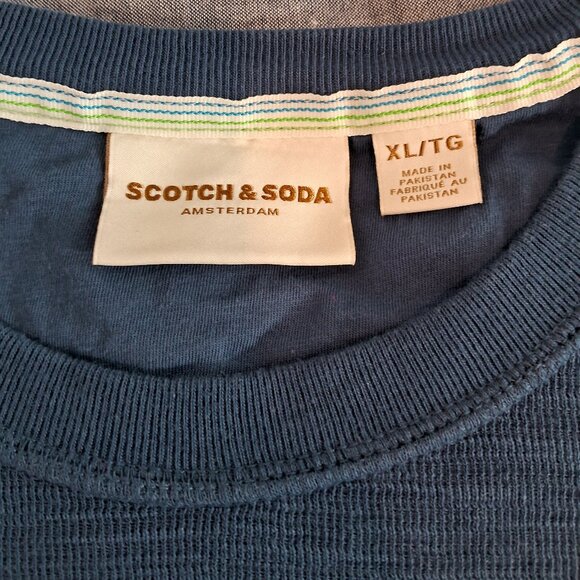 SCOTCH & SODA
AMSTERDAM
XL/TG
MADE IN
PAKISTAN
FABRIQUÉ AU
PAKISTAN